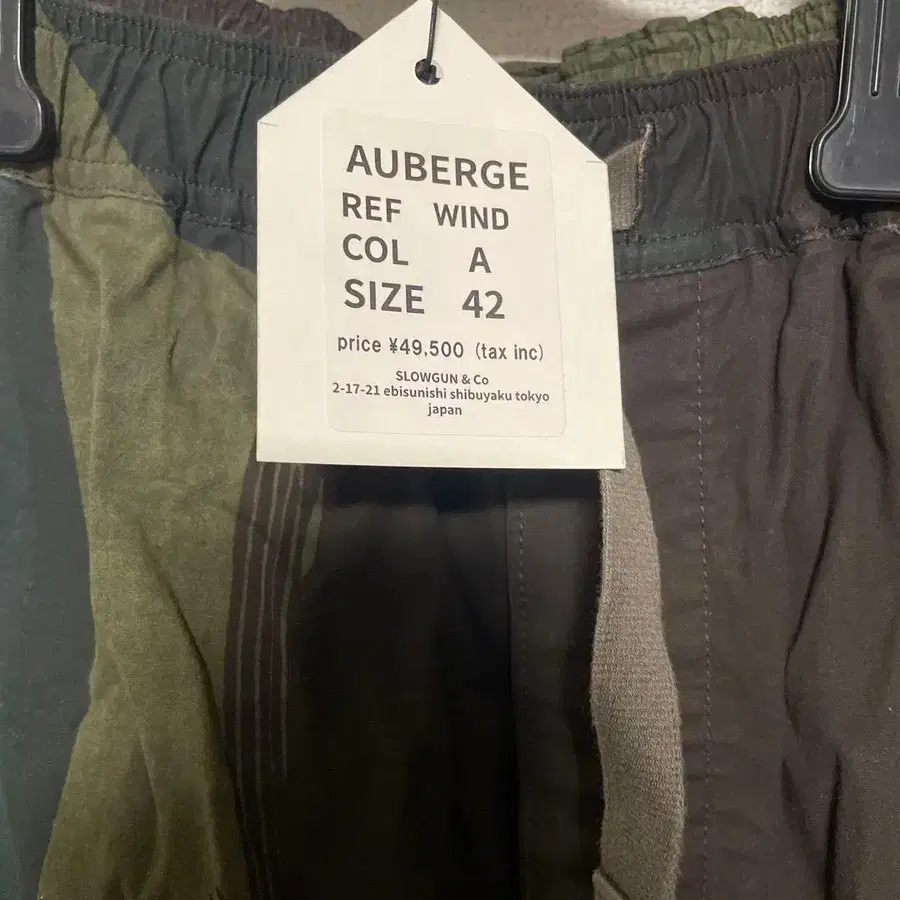 AUBERGE
REF WIND
COL A
SIZE 42
price ¥49,500 (tax inc)
SLOWGUN & Co
2-17-21 ebisunishi shibuyaku tokyo
japan